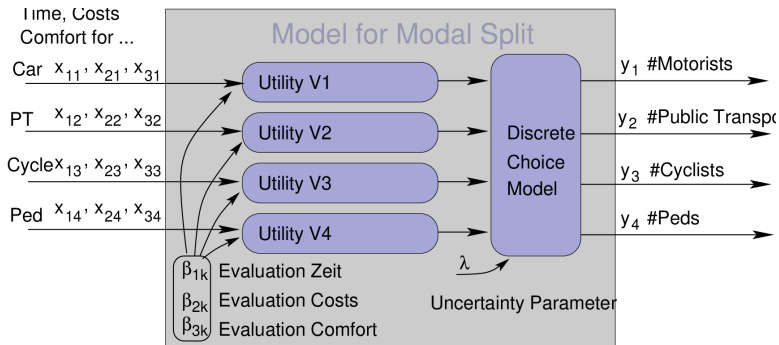 Time, Costs
Comfort for ...
Model for Modal Split
Car x11, x21, x31
Utility V1
y1 #Motorists
PT x12, x22, x32
Utility V2
y2 #Public Transpo
Discrete
Choice
Model
Cycle x13, x23, x33
Utility V3
y3 #Cyclists
Ped x14, x24, x34
Utility V4
y4 #Peds
β1k Evaluation Zeit
λ
β2k Evaluation Costs
Uncertainty Parameter
β3k Evaluation Comfort